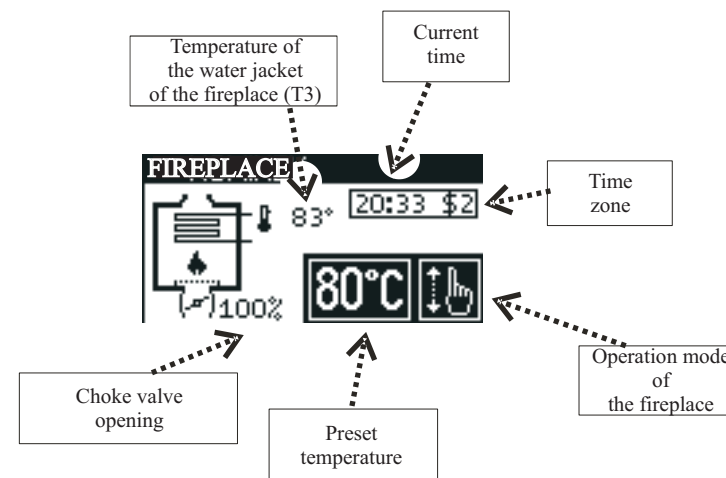 Temperature of
the water jacket
of the fireplace (T3)
Current
time
FIREPLACE
83°
20:33 $2
Time
zone
80°C
100%
Operation mode
of
the fireplace
Choke valve
opening
Preset
temperature